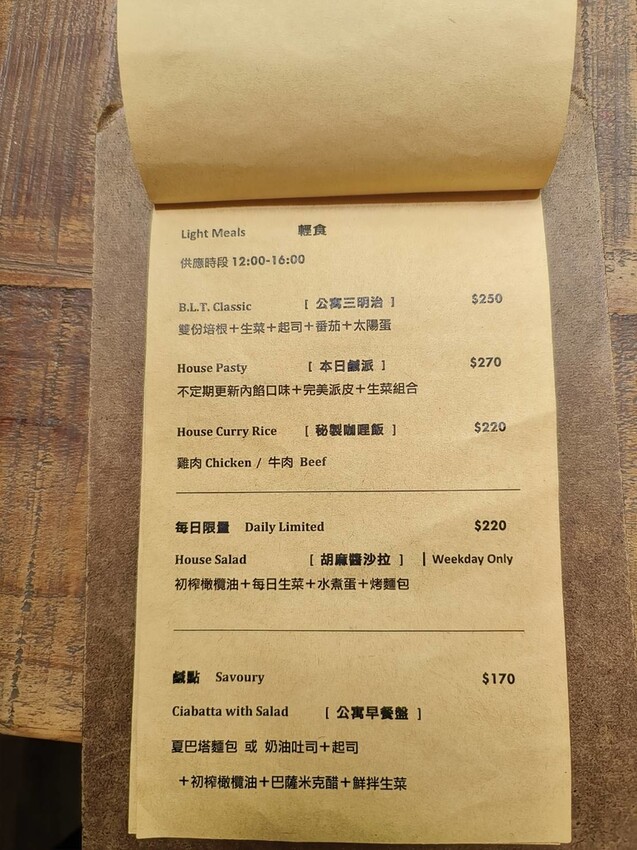 Light Meals 輕食
供應時段 12:00-16:00
B.L.T. Classic [ 公寓三明治 ] $250
雙份培根+生菜+起司+番茄+太陽蛋
House Pasty [ 本日鹹派 ] $270
不定期更新內餡口味+完美派皮+生菜組合
House Curry Rice [ 秘製咖哩飯 ] $220
雞肉 Chicken / 牛肉 Beef
每日限量 Daily Limited $220
House Salad [ 胡麻醬沙拉 ] | Weekday Only
初榨橄欖油+每日生菜+水煮蛋+烤麵包
鹹點 Savoury $170
Ciabatta with Salad [ 公寓早餐盤 ]
夏巴塔麵包 或 奶油吐司+起司
+初榨橄欖油+巴薩米克醋+鮮拌生菜